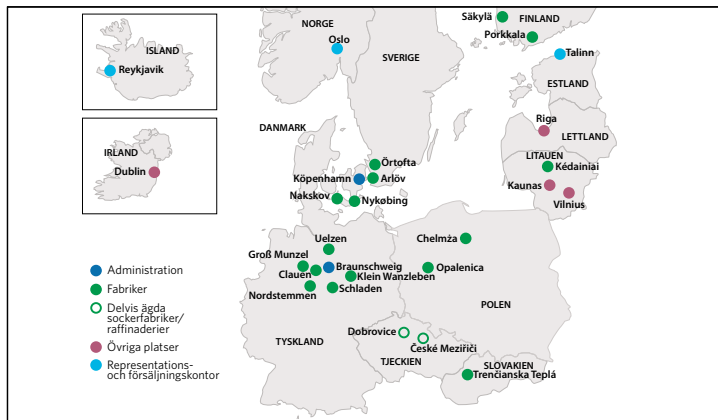 ISLAND
Reykjavik
IRLAND
Dublin
NORGE
Oslo
SVERIGE
Säkylä
FINLAND
Porkkala
Talinn
ESTLAND
Riga
LETTLAND
LITAUEN
Kédainiai
Kaunas
Vilnius
DANMARK
Örtofta
Köpenhamn
Arlöv
Nakskov
Nykøbing
Uelzen
Chelmża
Groß Munzel
Braunschweig
Opalenica
Clauen
Klein Wanzleben
Nordstemmen
Schladen
POLEN
Dobrovice
TYSKLAND
České Meziřiči
TJECKIEN
SLOVAKIEN
Trenčianska Teplá
Administration
Fabriker
Delvis ägda
sockerfabriker/
raffinaderier
Övriga platser
Representations-
och försäljningskontor